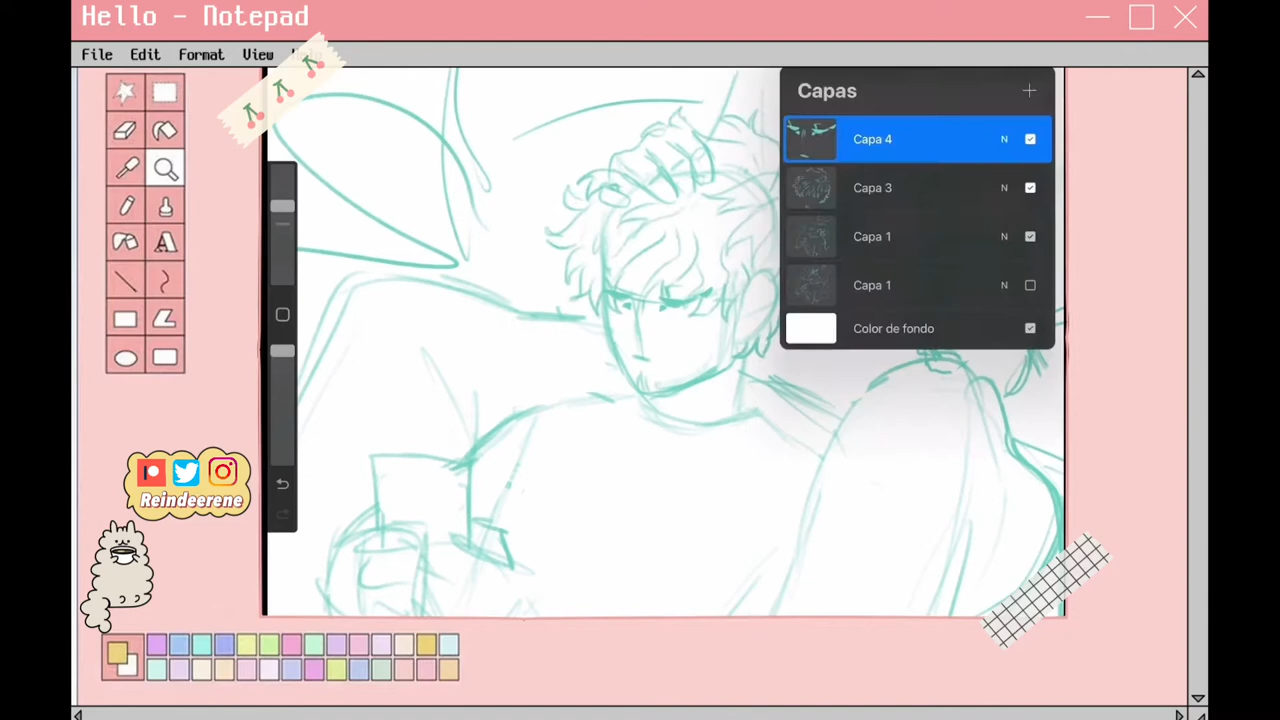 Hello - Notepad
File Edit Format View
Capas
Capa 4 N
Capa 3 N
Capa 1 N
Capa 1 N
Color de fondo
A
Reindeerene